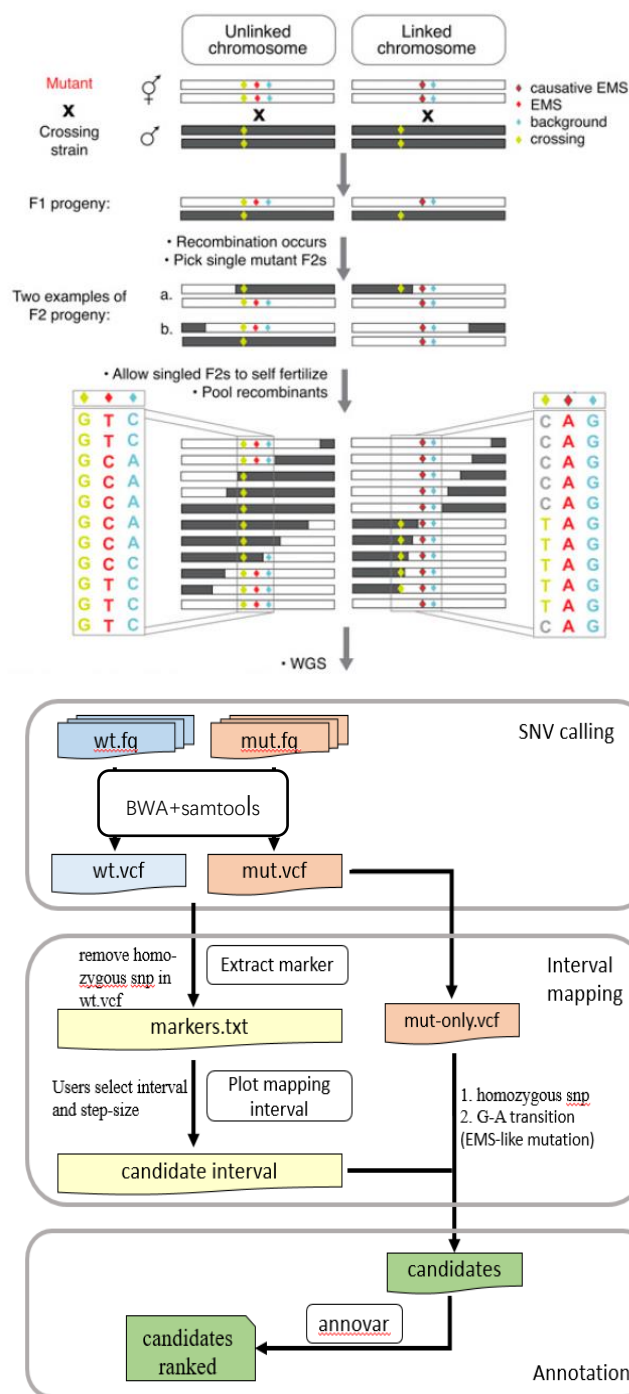 Unlinked
chromosome
Linked
chromosome
Mutant
x
Crossing
strain
x
x
causative EMS
EMS
background
crossing
F1 progeny:
• Recombination occurs
• Pick single mutant F2s
Two examples of
F2 progeny:
a.
b.
• Allow singled F2s to self fertilize
• Pool recombinants
G T C
G T C
G C A
G C A
G C A
G C A
G C A
G C C
G T C
G T C
G T C
C A G
C A G
C A G
C A G
C A G
T A G
T A G
T A G
T A G
T A G
C A G
• WGS
SNV calling
wt.fq
mut.fq
BWA+samtools
wt.vcf
mut.vcf
remove homo-
zygous snp in
wt.vcf
Extract marker
Interval
mapping
markers.txt
mut-only.vcf
Users select interval
and step-size
Plot mapping
interval
1. homozygous snp
2. G-A transition
(EMS-like mutation)
candidate interval
candidates
annovar
candidates
ranked
Annotation